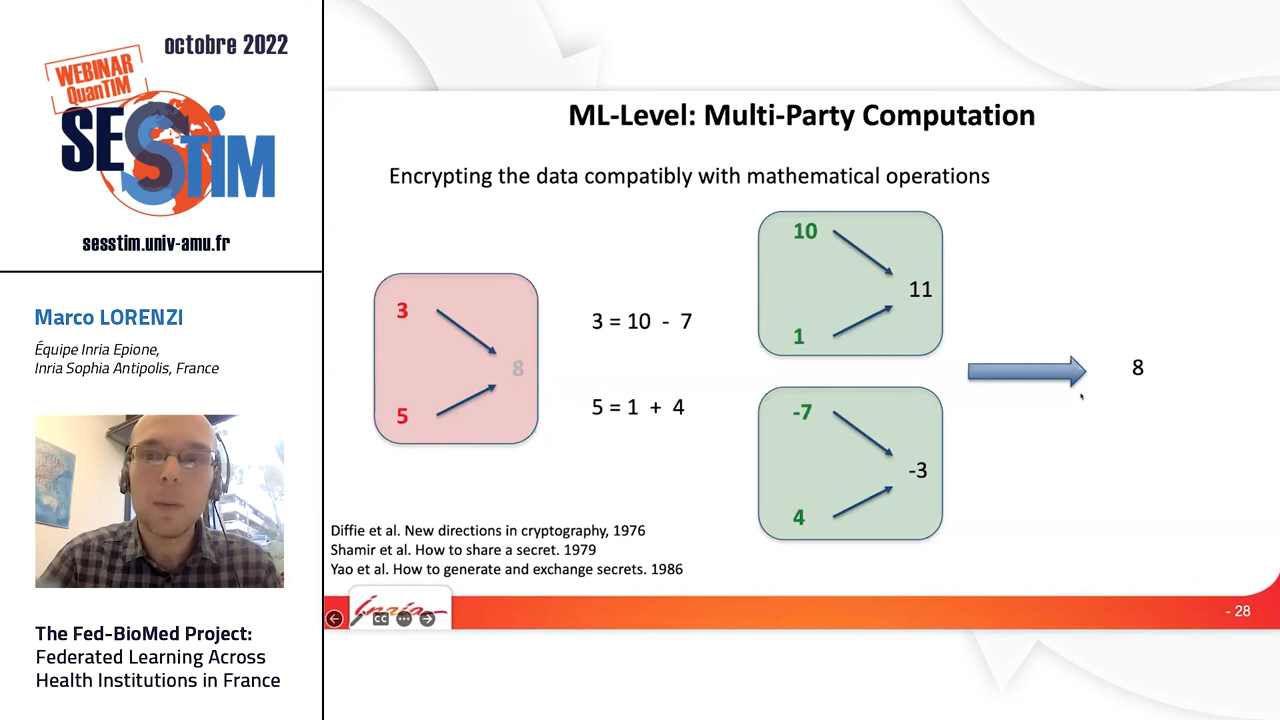 octobre 2022
WEBINAR
QuanTIM
SESSTIM
sesstim.univ-amu.fr
Marco LORENZI
Équipe Inria Epione,
Inria Sophia Antipolis, France
The Fed-BioMed Project:
Federated Learning Across
Health Institutions in France
ML-Level: Multi-Party Computation
Encrypting the data compatibly with mathematical operations
3
5
8
3 = 10 - 7
5 = 1 + 4
10
1
11
-7
4
-3
8
Diffie et al. New directions in cryptography, 1976
Shamir et al. How to share a secret. 1979
Yao et al. How to generate and exchange secrets. 1986
Inria
CC
- 28